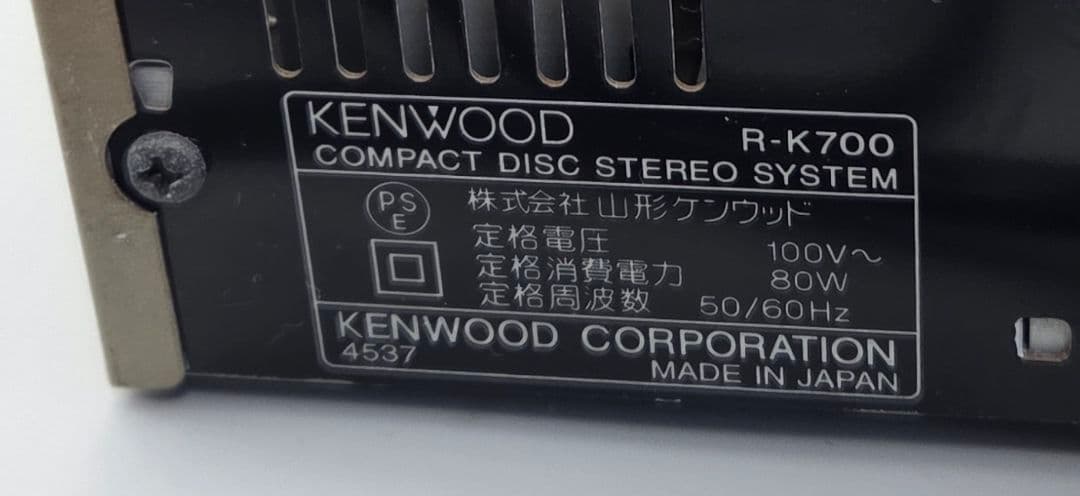 KENWOOD R-K700
COMPACT DISC STEREO SYSTEM
PS
E
株式会社 山形ケンウッド
定格電圧 100V～
定格消費電力 80W
定格周波数 50/60Hz
KENWOOD CORPORATION
4537
MADE IN JAPAN